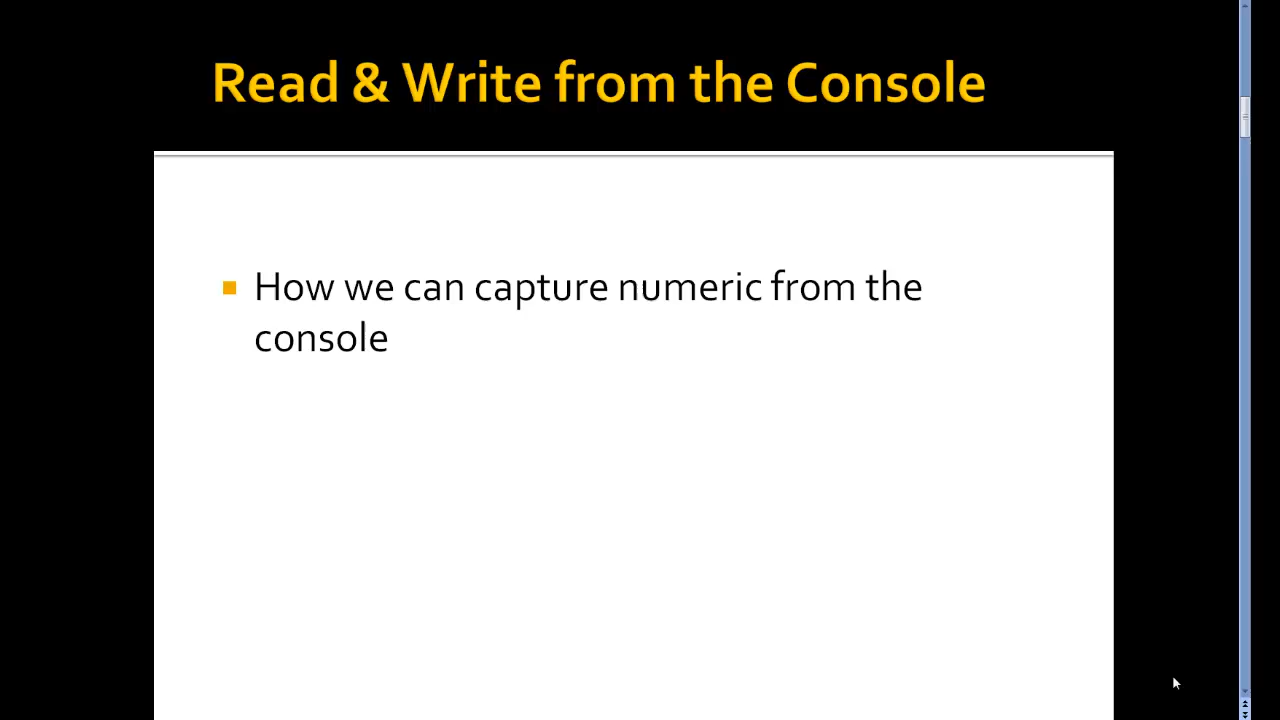 Read & Write from the Console
How we can capture numeric from the
console